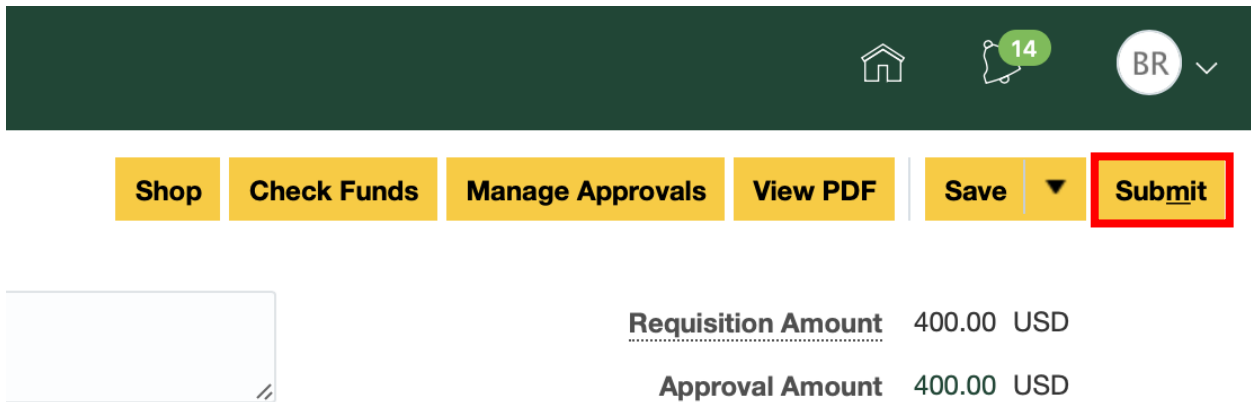 14
BR
Shop Check Funds Manage Approvals View PDF Save Submit
Requisition Amount 400.00 USD
Approval Amount 400.00 USD